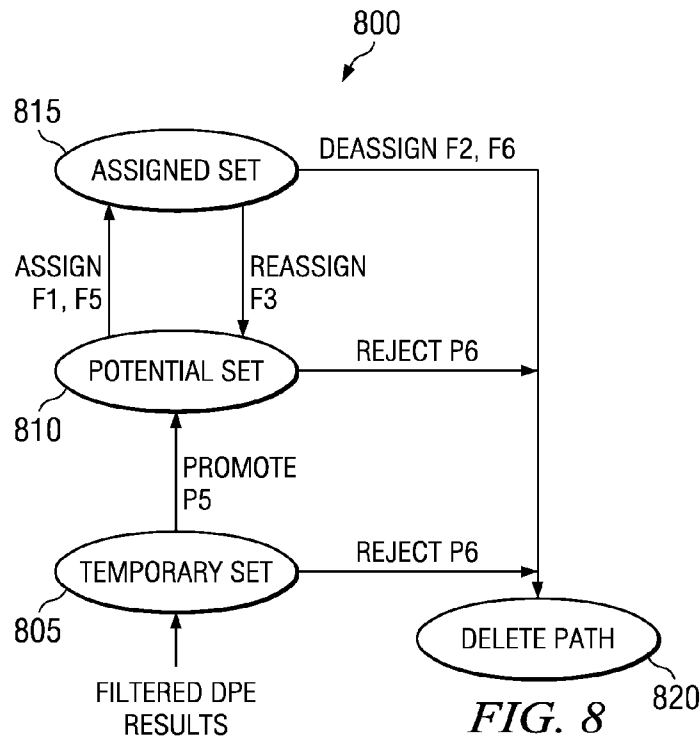 800
815
ASSIGNED SET
DEASSIGN F2, F6
ASSIGN
F1, F5
REASSIGN
F3
POTENTIAL SET
REJECT P6
810
PROMOTE
P5
TEMPORARY SET
REJECT P6
805
DELETE PATH
820
FILTERED DPE
RESULTS
FIG. 8